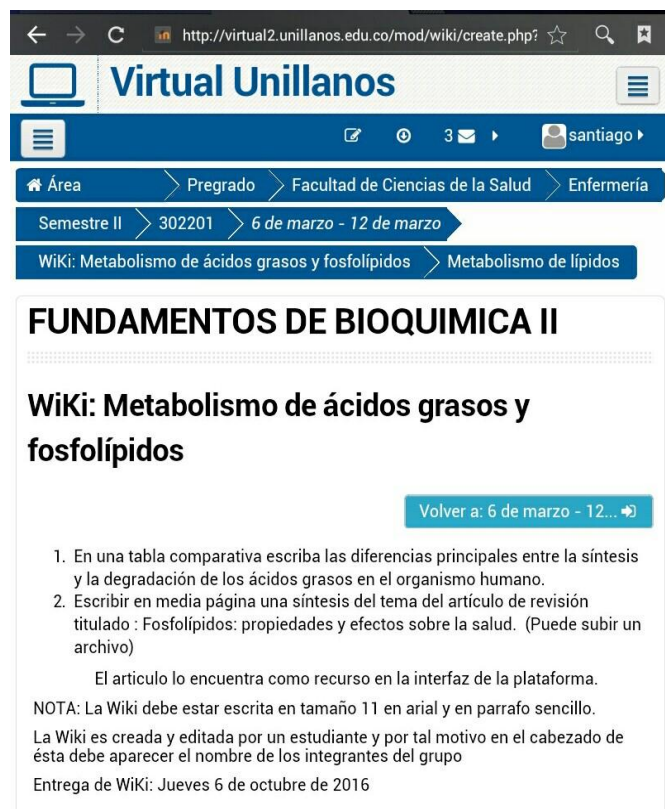 http://virtual2.unillanos.edu.co/mod/wiki/create.php?
Virtual Unillanos
3
santiago
Área
Pregrado
Facultad de Ciencias de la Salud
Enfermería
Semestre II
302201
6 de marzo - 12 de marzo
WiKi: Metabolismo de ácidos grasos y fosfolípidos
Metabolismo de lípidos
FUNDAMENTOS DE BIOQUIMICA II
WiKi: Metabolismo de ácidos grasos y
fosfolípidos
Volver a: 6 de marzo - 12...
1. En una tabla comparativa escriba las diferencias principales entre la síntesis
y la degradación de los ácidos grasos en el organismo humano.
2. Escribir en media página una síntesis del tema del artículo de revisión
titulado : Fosfolípidos: propiedades y efectos sobre la salud. (Puede subir un
archivo)
El articulo lo encuentra como recurso en la interfaz de la plataforma.
NOTA: La Wiki debe estar escrita en tamaño 11 en arial y en parrafo sencillo.
La Wiki es creada y editada por un estudiante y por tal motivo en el cabezado de
ésta debe aparecer el nombre de los integrantes del grupo
Entrega de WiKi: Jueves 6 de octubre de 2016